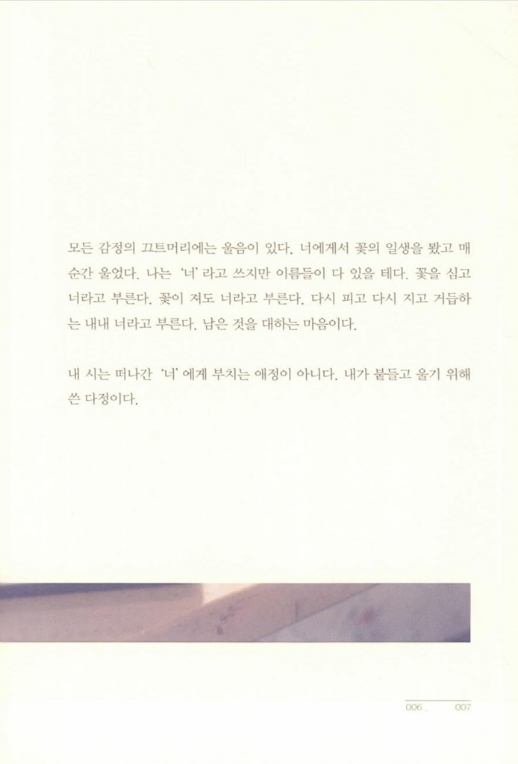 모든 감정의 끄트머리에는 울음이 있다. 너에게서 꽃의 일생을 봤고 매
순간 울었다. 나는 ‘너’라고 쓰지만 이름들이 다 있을 테다. 꽃을 심고
너라고 부른다. 꽃이 져도 너라고 부른다. 다시 피고 다시 지고 거듭하
는 내내 너라고 부른다. 남은 것을 대하는 마음이다.
내 시는 떠나간 ‘너’에게 부치는 애정이 아니다. 내가 붙들고 울기 위해
쓴 다정이다.
006 . 007